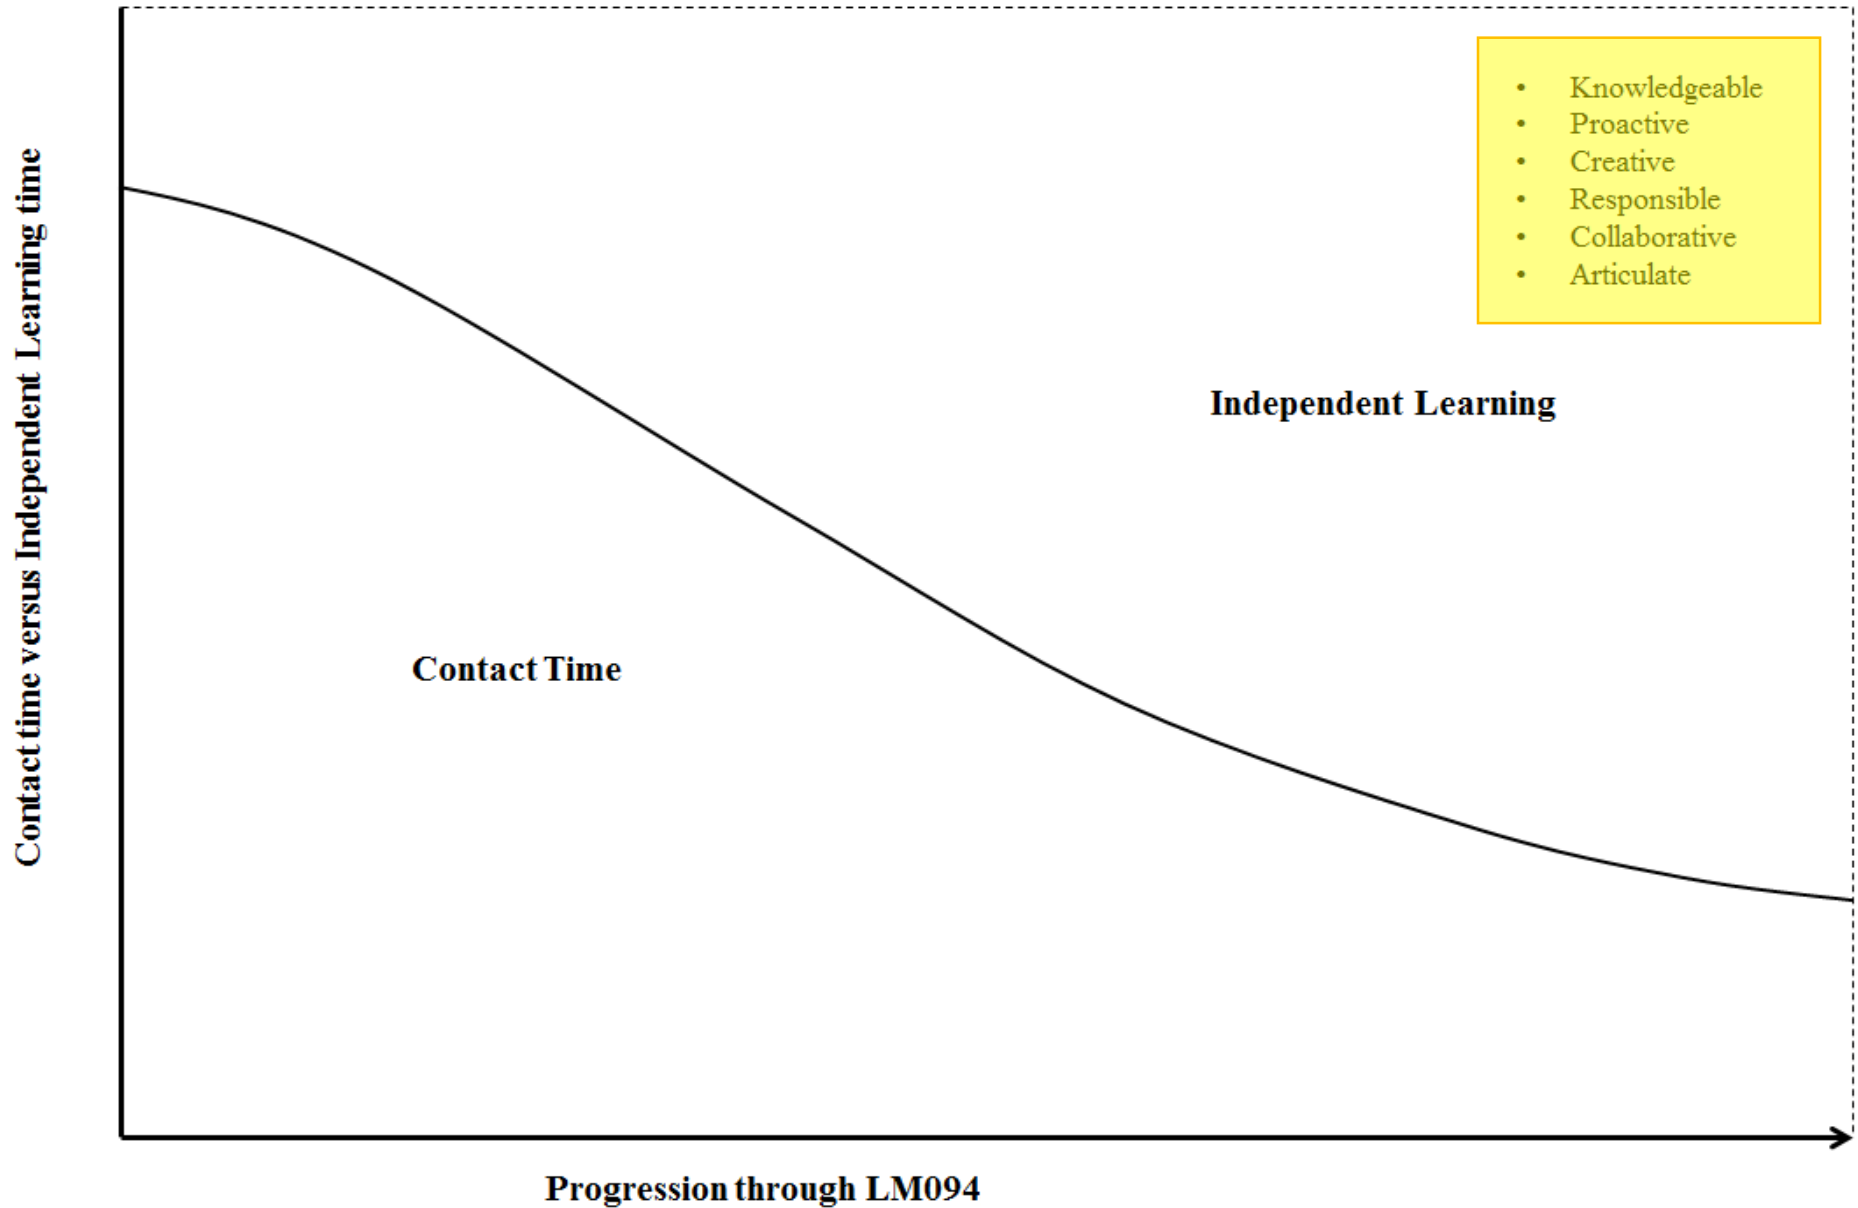 Contact time versus Independent Learning time
• Knowledgeable
• Proactive
• Creative
• Responsible
• Collaborative
• Articulate
Independent Learning
Contact Time
Progression through LM094